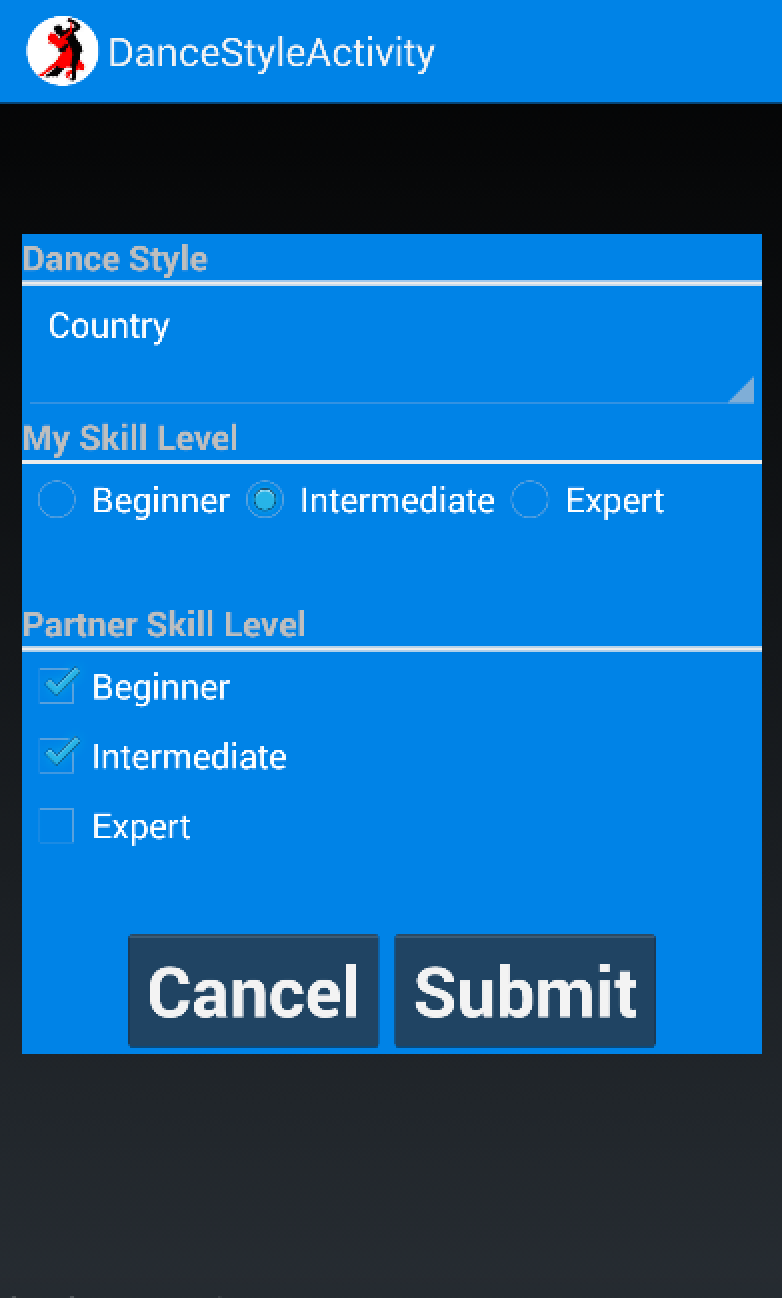 DanceStyleActivity
Dance Style
Country
My Skill Level
Beginner Intermediate Expert
Partner Skill Level
Beginner
Intermediate
Expert
Cancel Submit